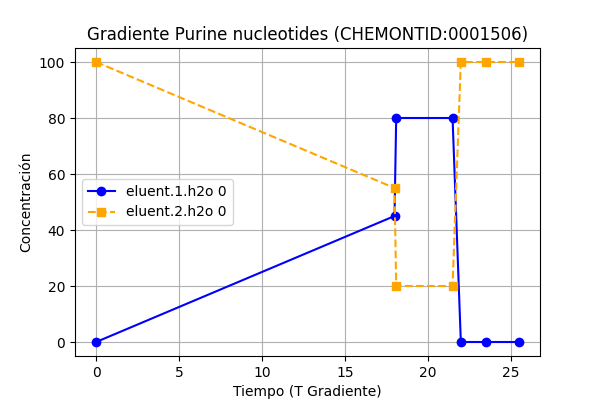 Gradiente Purine nucleotides (CHEMONTID:0001506)
100
80
60
40
20
0
Concentración
eluent.1.h2o 0
eluent.2.h2o 0
0 5 10 15 20 25
Tiempo (T Gradiente)